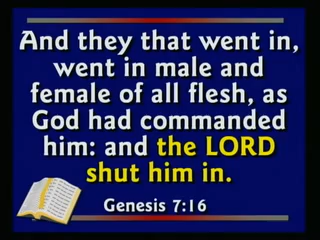 And they that went in,
went in male and
female of all flesh, as
God had commanded
him: and the LORD
shut him in.
Genesis 7:16